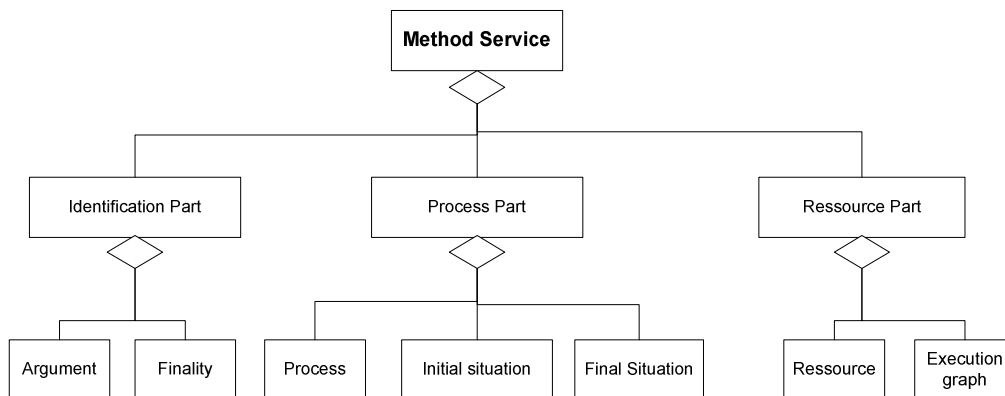 Method Service
Identification Part
Process Part
Ressource Part
Argument
Finality
Process
Initial situation
Final Situation
Ressource
Execution
graph